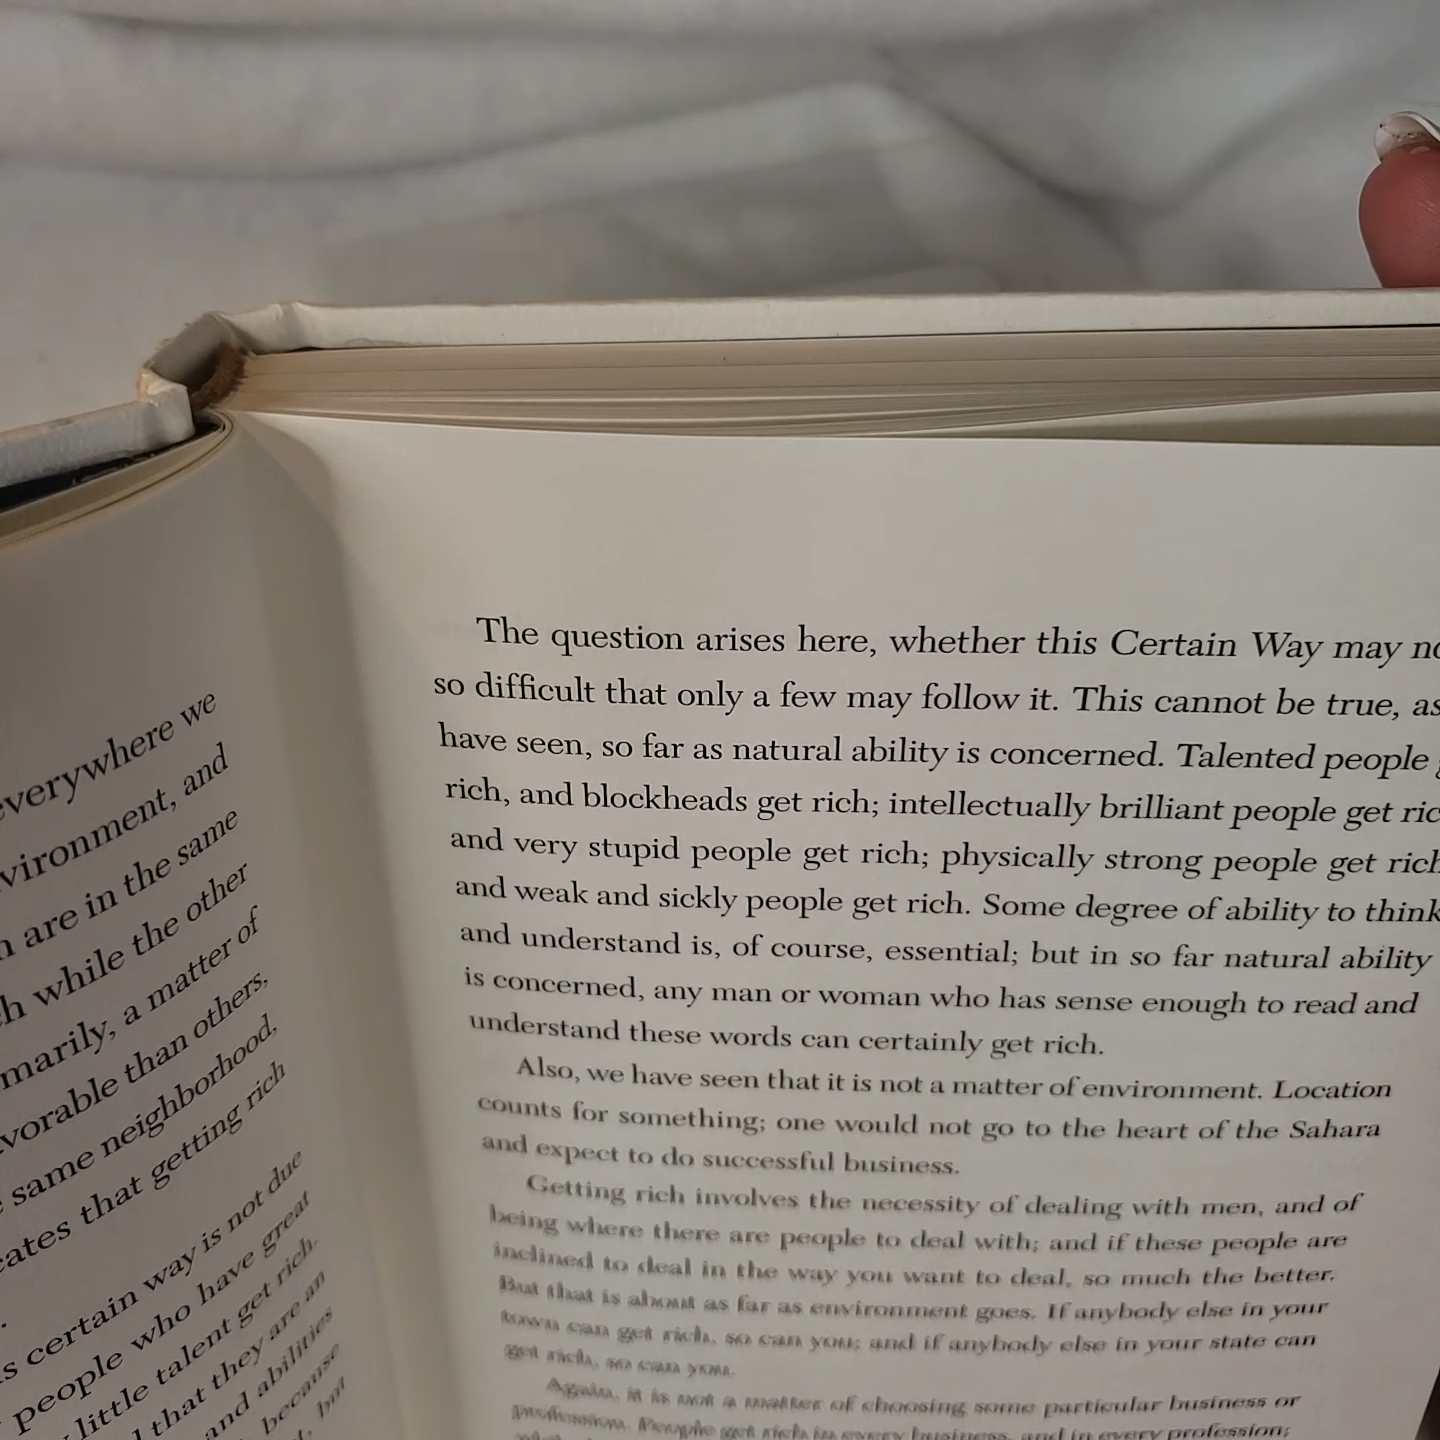 everywhere we
vironment, and
are in the same
while the other
marily, a matter of
vorable than others,
same neighborhood,
cates that getting rich
certain way is not due
people who have great
little talent get rich.
that they are an
and abilities
because
but
The question arises here, whether this Certain Way may
so difficult that only a few may follow it. This cannot be true, as
have seen, so far as natural ability is concerned. Talented people
rich, and blockheads get rich; intellectually brilliant people get ric
and very stupid people get rich; physically strong people get rich
and weak and sickly people get rich. Some degree of ability to think
and understand is, of course, essential; but in so far natural ability
is concerned, any man or woman who has sense enough to read and
understand these words can certainly get rich.
Also, we have seen that it is not a matter of environment. Location
counts for something; one would not go to the heart of the Sahara
and expect to do successful business.
Getting rich involves the necessity of dealing with men, and of
being where there are people to deal with; and if these people are
inclined to deal in the way you want to deal, so much the better.
But that is about as far as environment goes. If anybody else in your
town can get rich, so can you; and if anybody else in your state can
get rich, so can you.
Again, it is not a matter of choosing some particular business or
profession. People get rich in every business, and in every profession;